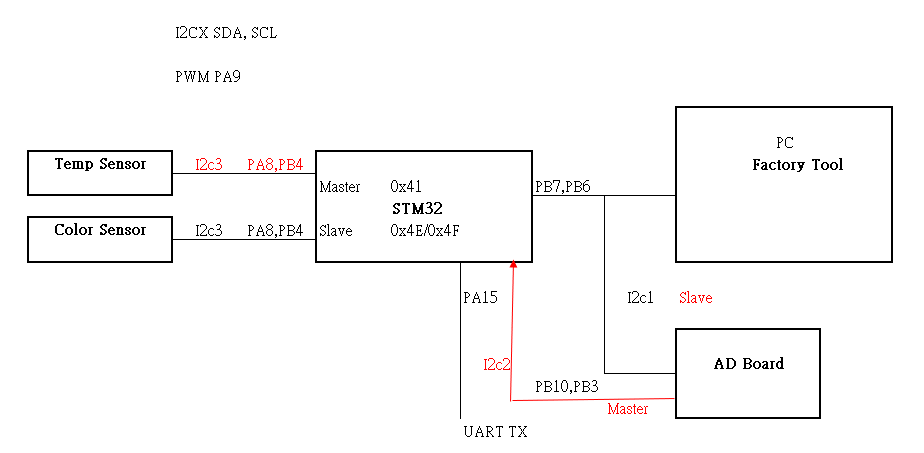 I2CX SDA, SCL
PWM PA9
PC
Factory Tool
Temp Sensor
I2c3
PA8,PB4
Master
0x41
PB7,PB6
STM32
Color Sensor
I2c3
PA8,PB4
Slave
0x4E/0x4F
PA15
I2c1
Slave
I2c2
AD Board
PB10,PB3
Master
UART TX